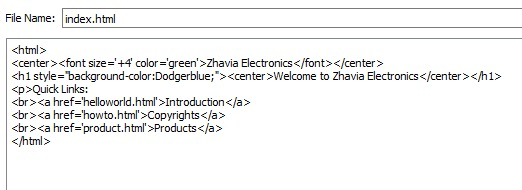 File Name: index.html
<html>
<center><font size='+4' color='green'>Zhavia Electronics</font></center>
<h1 style="background-color:Dodgerblue;"><center>Welcome to Zhavia Electronics</center></h1>
<p>Quick Links:
<br><a href='helloworld.html'>Introduction</a>
<br><a href='howto.html'>Copyrights</a>
<br><a href='product.html'>Products</a>
</html>